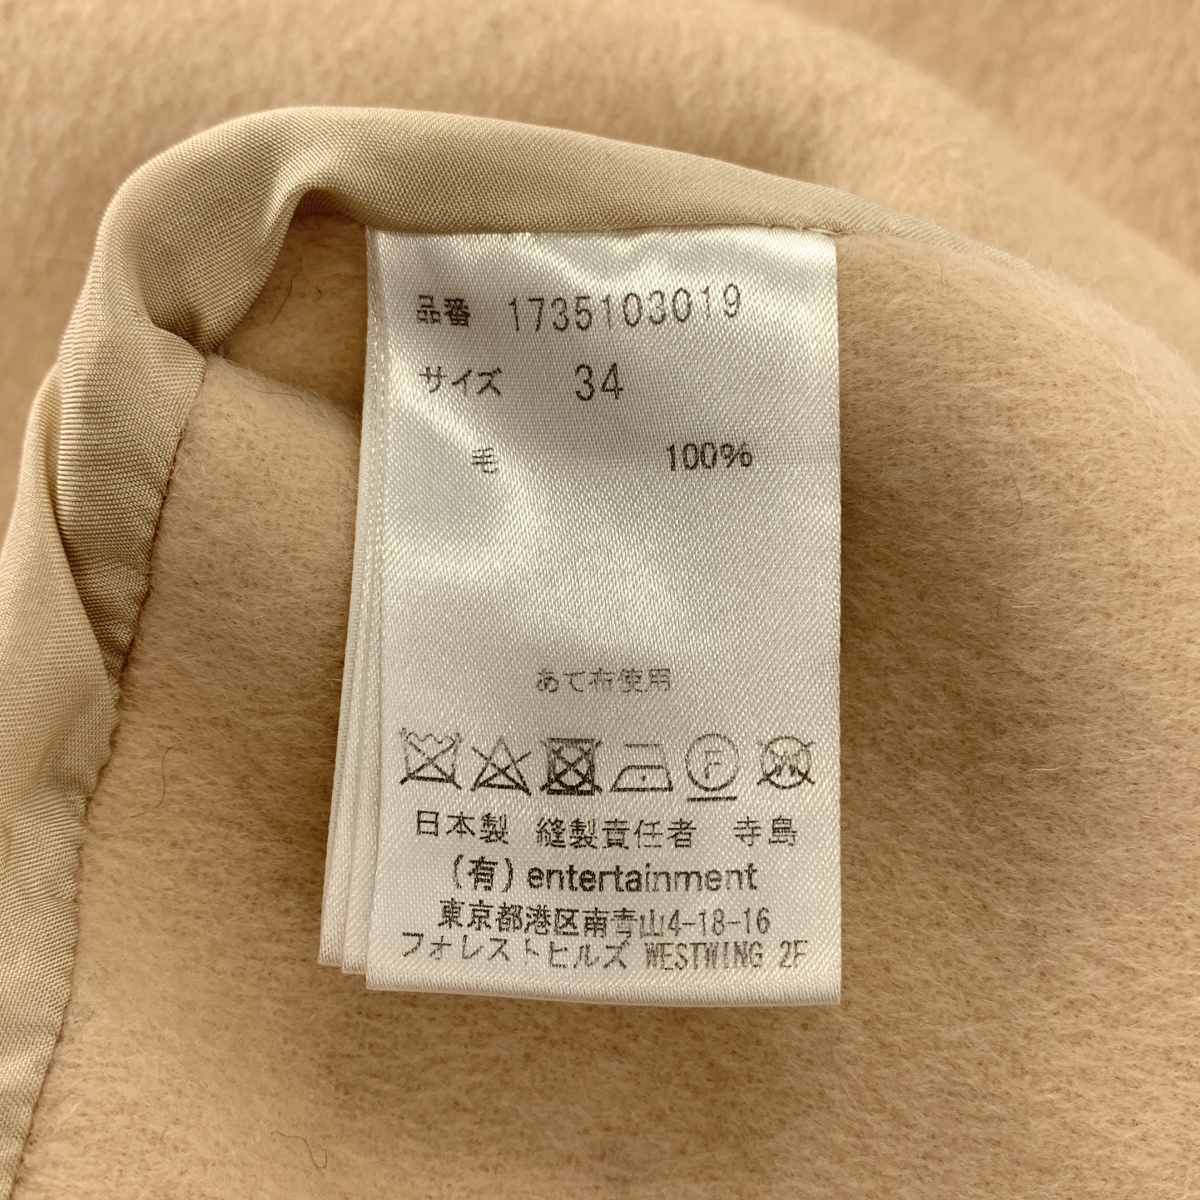 品番 1735103019
サイズ 34
毛 100%
あて布使用
F
日本製 縫製責任者 寺島
(有) entertainment
東京都港区南青山4-18-16
フォレストヒルズ WESTWING 2F